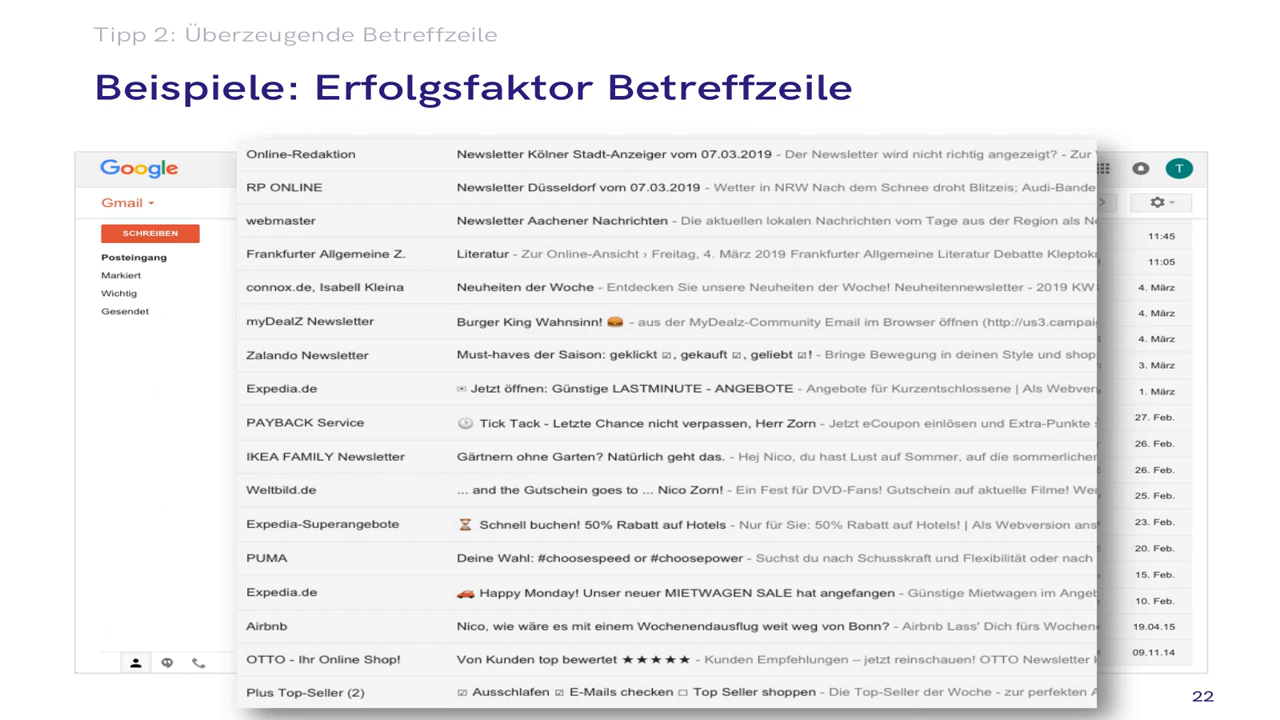 Tipp 2: Überzeugende Betreffzeile
Beispiele: Erfolgsfaktor Betreffzeile
Google
T
Gmail
SCHREIBEN
Posteingang
Markiert
Wichtig
Gesendet
Online-Redaktion Newsletter Kölner Stadt-Anzeiger vom 07.03.2019 - Der Newsletter wird nicht richtig angezeigt? - Zur
RP ONLINE Newsletter Düsseldorf vom 07.03.2019 - Wetter in NRW Nach dem Schnee droht Blitzeis; Audi-Bande
webmaster Newsletter Aachener Nachrichten - Die aktuellen lokalen Nachrichten vom Tage aus der Region als
Frankfurter Allgemeine Z. Literatur - Zur Online-Ansicht › Freitag, 4. März 2019 Frankfurter Allgemeine Literatur Debatte Kleptok
connox.de, Isabell Kleina Neuheiten der Woche - Entdecken Sie unsere Neuheiten der Woche! Neuheitennewsletter - 2019 KW
myDealZ Newsletter Burger King Wahnsinn! 🍔 - aus der MyDealz-Community Email im Browser öffnen (http://us3.campai
Zalando Newsletter Must-haves der Saison: geklickt ☑, gekauft ☑, geliebt ☑! - Bringe Bewegung in deinen Style und shop
Expedia.de ✉ Jetzt öffnen: Günstige LASTMINUTE - ANGEBOTE - Angebote für Kurzentschlossene | Als Webver
PAYBACK Service 🕑 Tick Tack - Letzte Chance nicht verpassen, Herr Zorn - Jetzt eCoupon einlösen und Extra-Punkte
IKEA FAMILY Newsletter Gärtnern ohne Garten? Natürlich geht das. - Hej Nico, du hast Lust auf Sommer, auf die sommerlicher
Weltbild.de ... and the Gutschein goes to ... Nico Zorn! - Ein Fest für DVD-Fans! Gutschein auf aktuelle Filme! Wer
Expedia-Superangebote ⏳ Schnell buchen! 50% Rabatt auf Hotels - Nur für Sie: 50% Rabatt auf Hotels! | Als Webversion ans
PUMA Deine Wahl: #choosespeed or #choosepower - Suchst du nach Schusskraft und Flexibilität oder nach
Expedia.de 🚗 Happy Monday! Unser neuer MIETWAGEN SALE hat angefangen - Günstige Mietwagen im Angeb
Airbnb Nico, wie wäre es mit einem Wochenendausflug weit weg von Bonn? - Airbnb Lass' Dich fürs Wochen
OTTO - Ihr Online Shop! Von Kunden top bewertet ★★★★★ - Kunden Empfehlungen – jetzt reinschauen! OTTO Newsletter
Plus Top-Seller (2) ☑ Ausschlafen ☑ E-Mails checken ☐ Top Seller shoppen - Die Top-Seller der Woche - zur perfekten
11:45
11:05
4. März
4. März
4. März
3. März
1. März
27. Feb.
26. Feb.
26. Feb.
25. Feb.
23. Feb.
20. Feb.
15. Feb.
10. Feb.
19.04.15
09.11.14
22